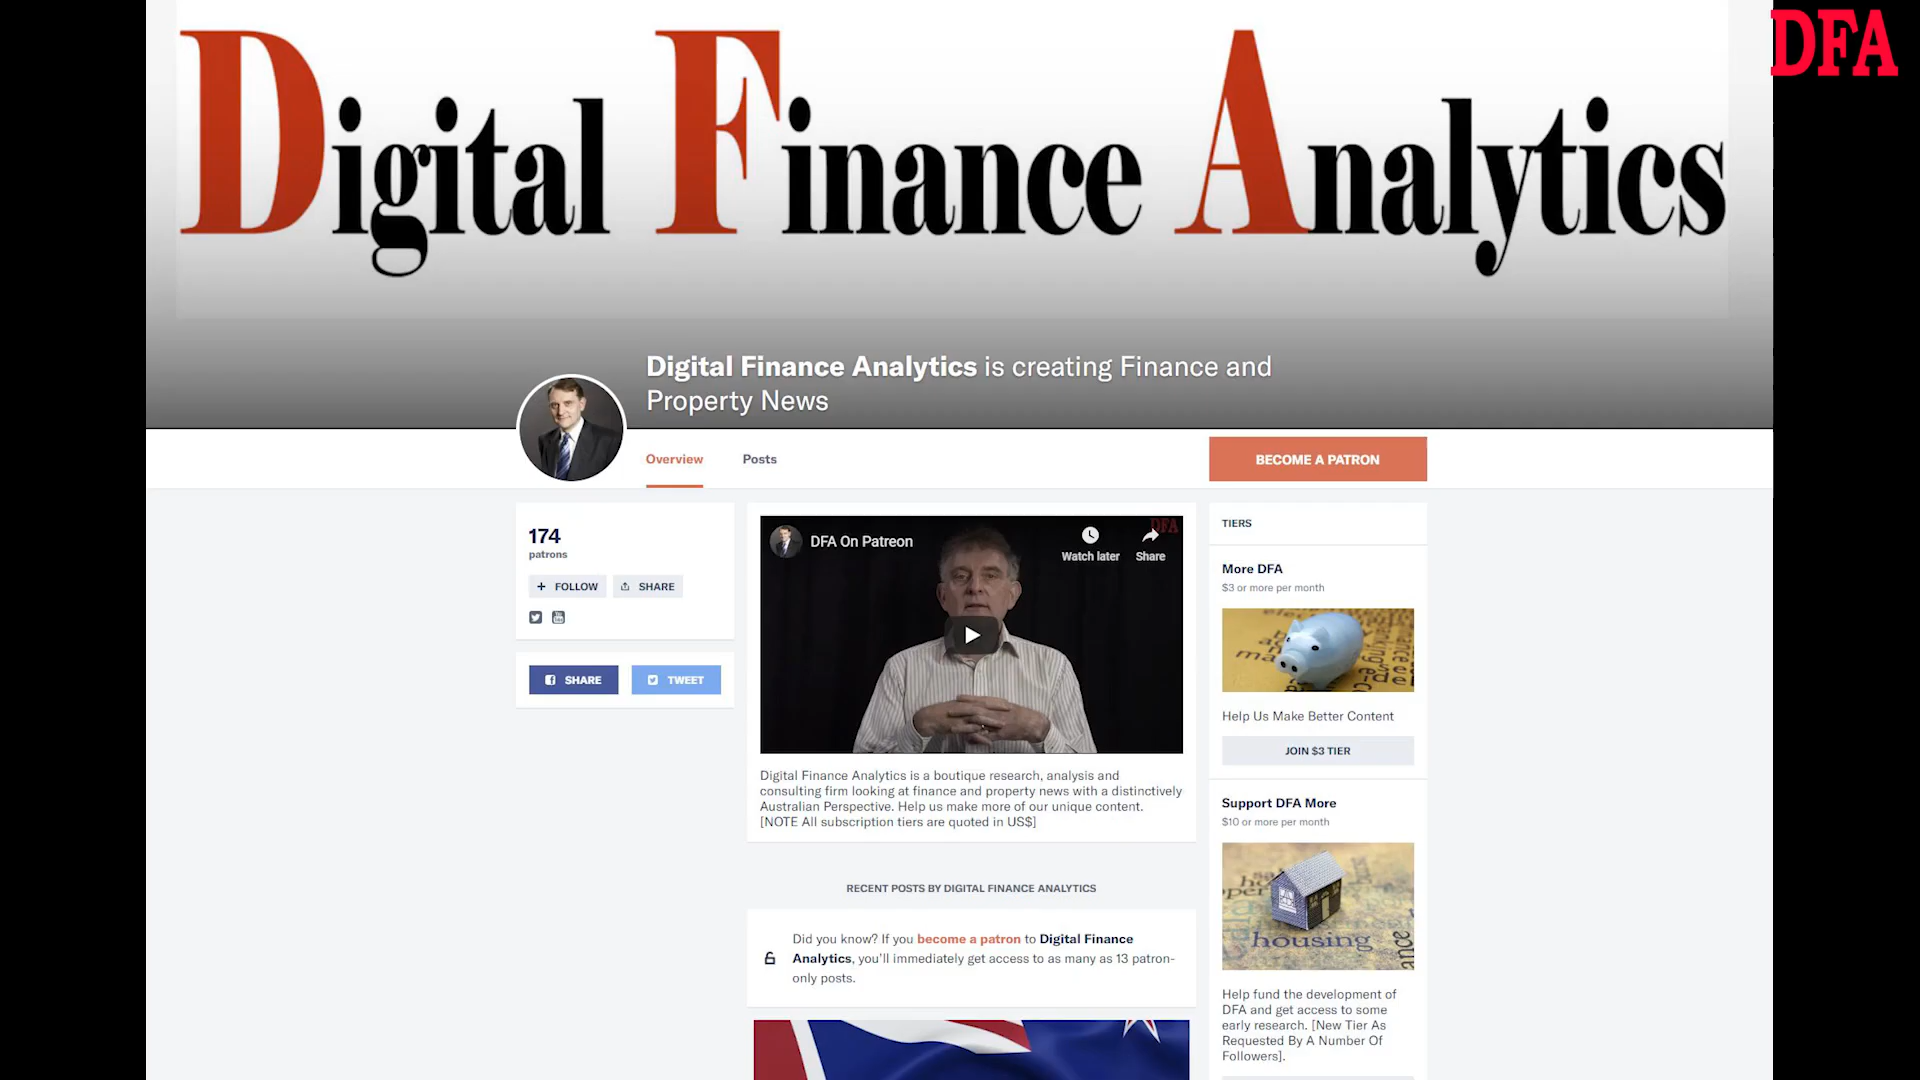 DFA
Digital Finance Analytics
Digital Finance Analytics is creating Finance and
Property News
Overview
Posts
BECOME A PATRON
174
patrons
FOLLOW
SHARE
SHARE
TWEET
DFA On Patreon
Watch later
Share
DFA
Digital Finance Analytics is a boutique research, analysis and
consulting firm looking at finance and property news with a distinctively
Australian Perspective. Help us make more of our unique content.
[NOTE All subscription tiers are quoted in US$]
RECENT POSTS BY DIGITAL FINANCE ANALYTICS
Did you know? If you become a patron to Digital Finance
Analytics, you'll immediately get access to as many as 13 patron-
only posts.
TIERS
More DFA
$3 or more per month
Help Us Make Better Content
JOIN $3 TIER
Support DFA More
$10 or more per month
housing
Help fund the development of
DFA and get access to some
early research. [New Tier As
Requested By A Number Of
Followers].